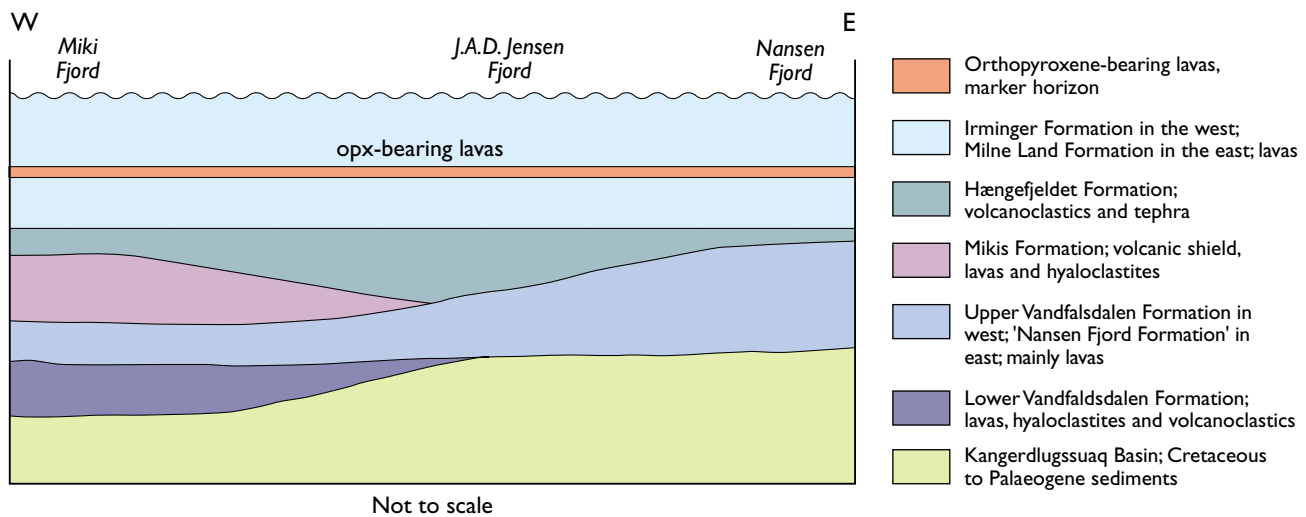 W
E
Miki
Fjord
J.A.D. Jensen
Fjord
Nansen
Fjord
opx-bearing lavas
Not to scale
Orthopyroxene-bearing lavas,
marker horizon
Irminger Formation in the west;
Milne Land Formation in the east; lavas
Hængefjeldet Formation;
volcanoclastics and tephra
Mikis Formation; volcanic shield,
lavas and hyaloclastites
Upper Vandfalsdalen Formation in
west; 'Nansen Fjord Formation' in
east; mainly lavas
Lower Vandfaldsdalen Formation;
lavas, hyaloclastites and volcanoclastics
Kangerdlugssuaq Basin; Cretaceous
to Palaeogene sediments